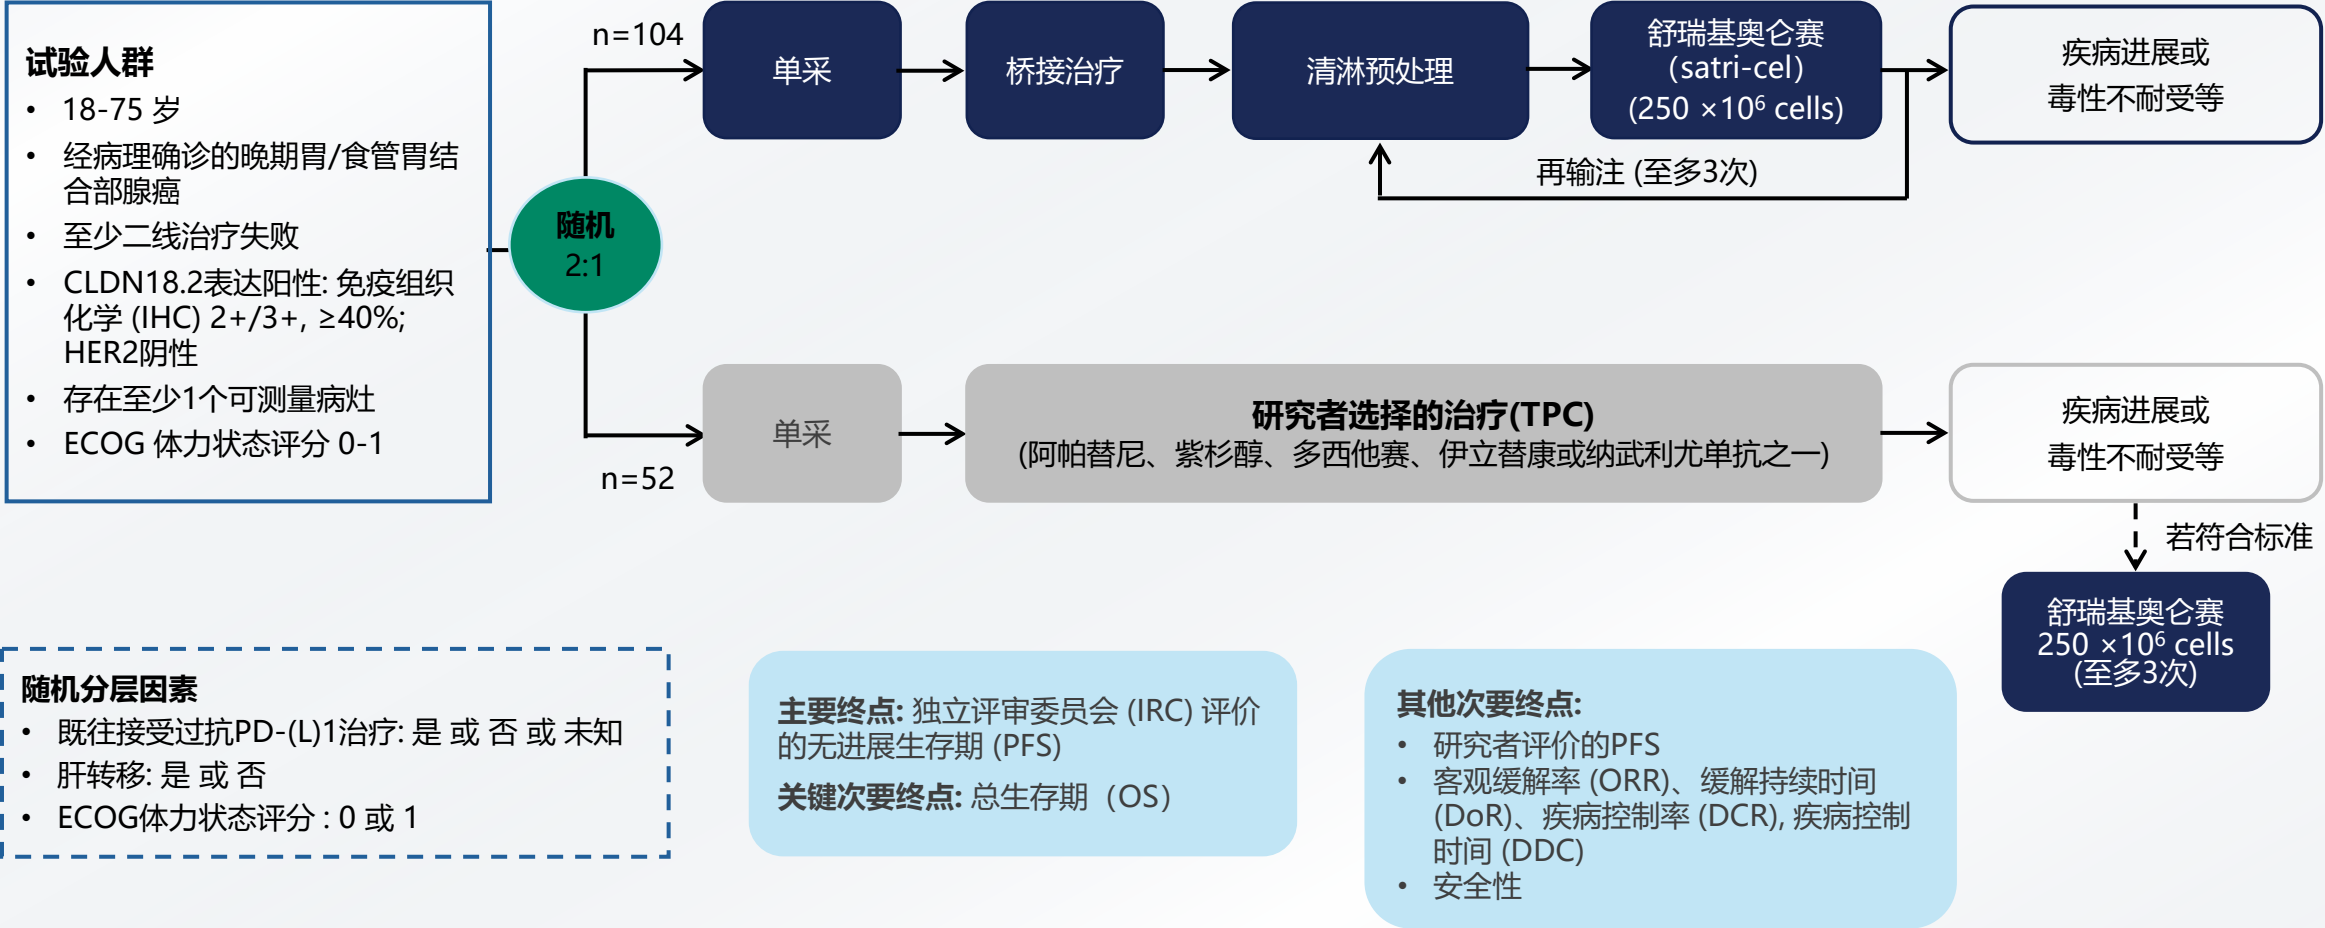 试验人群
• 18-75 岁
• 经病理确诊的晚期胃/食管胃结
合部腺癌
• 至少二线治疗失败
• CLDN18.2表达阳性: 免疫组织
化学 (IHC) 2+/3+, ≥40%;
HER2阴性
• 存在至少1个可测量病灶
• ECOG 体力状态评分 0-1
随机
2:1
n=104
单采
桥接治疗
清淋预处理
舒瑞基奥仑赛
（satri-cel）
(250 ×10⁶ cells)
疾病进展或
毒性不耐受等
再输注 (至多3次)
n=52
单采
研究者选择的治疗(TPC)
(阿帕替尼、紫杉醇、多西他赛、伊立替康或纳武利尤单抗之一)
疾病进展或
毒性不耐受等
若符合标准
舒瑞基奥仑赛
250 ×10⁶ cells
(至多3次)
随机分层因素
• 既往接受过抗PD-(L)1治疗: 是 或 否 或 未知
• 肝转移: 是 或 否
• ECOG体力状态评分 : 0 或 1
主要终点: 独立评审委员会 (IRC) 评价
的无进展生存期 (PFS)
关键次要终点: 总生存期（OS）
其他次要终点:
• 研究者评价的PFS
• 客观缓解率 (ORR)、缓解持续时间
(DoR)、疾病控制率 (DCR), 疾病控制
时间 (DDC)
• 安全性